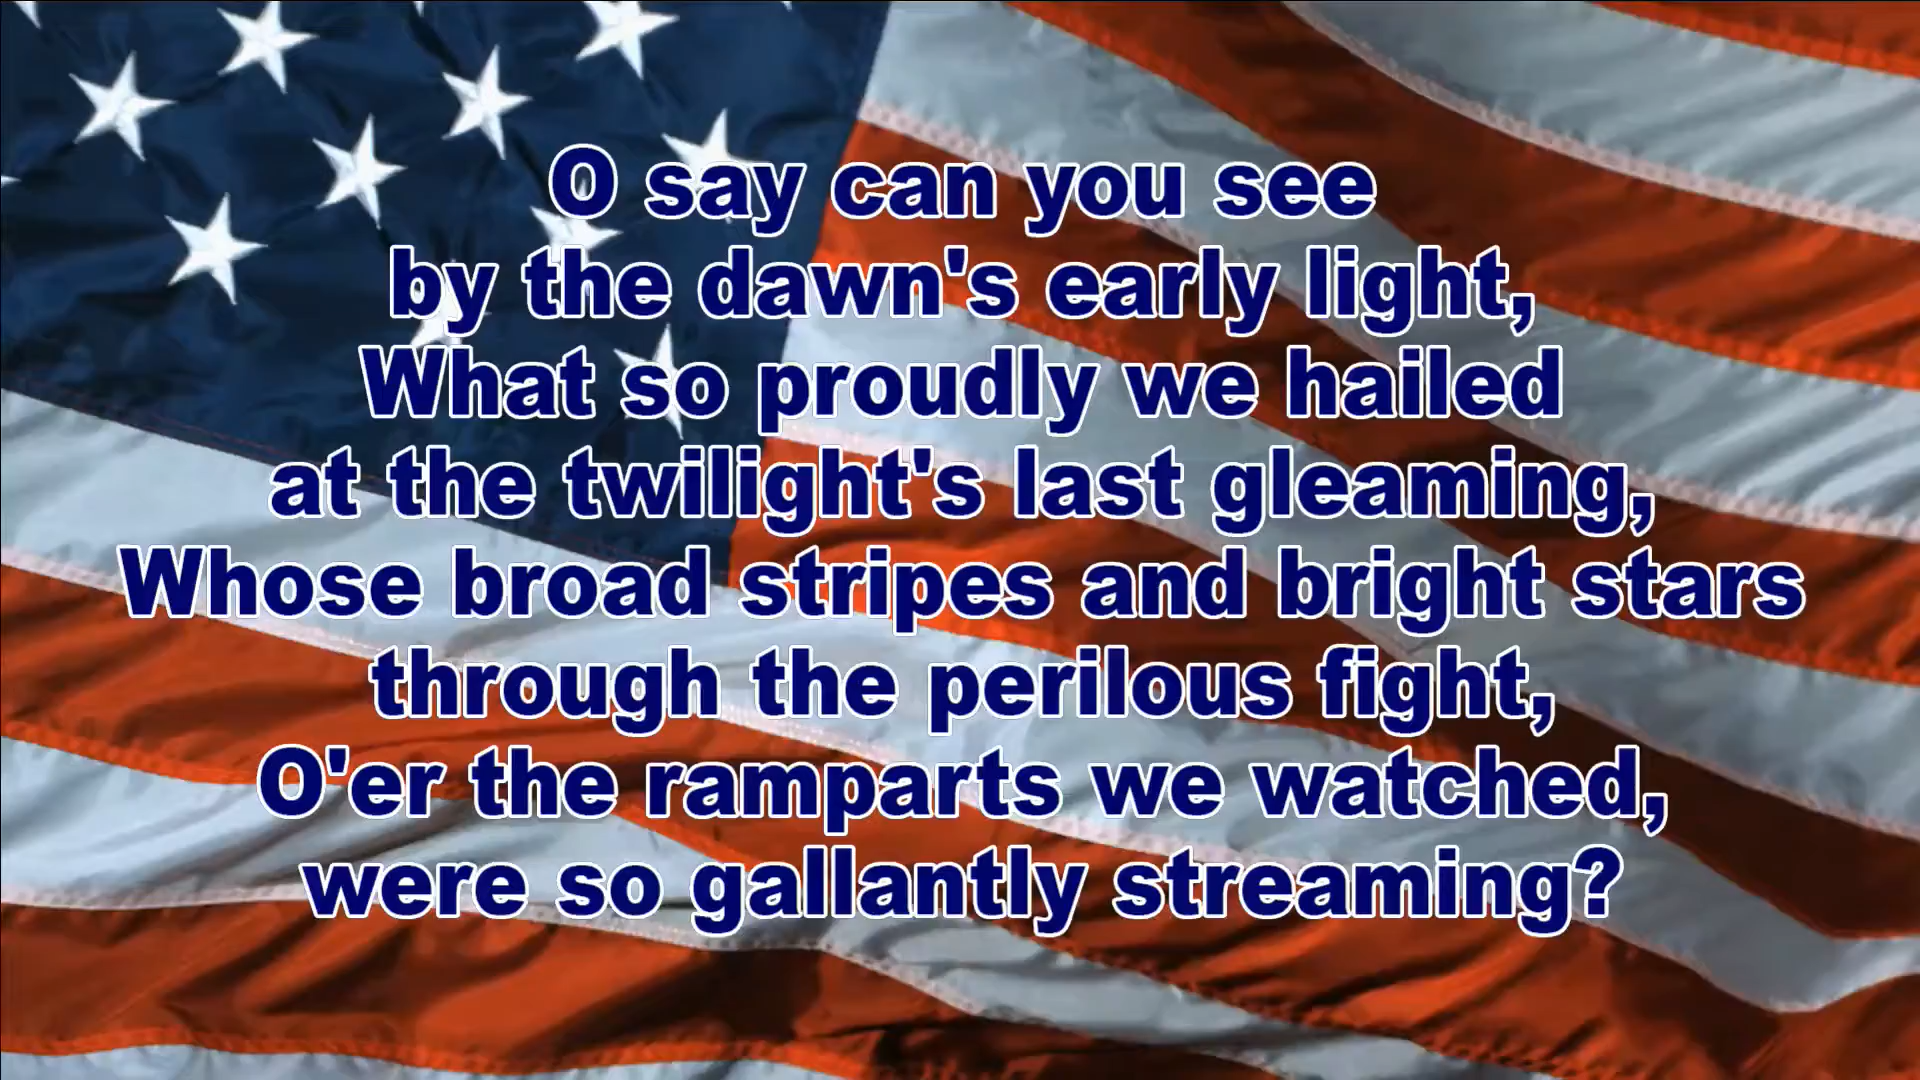 O say can you see
by the dawn's early light,
What so proudly we hailed
at the twilight's last gleaming,
Whose broad stripes and bright stars
through the perilous fight,
O'er the ramparts we watched,
were so gallantly streaming?